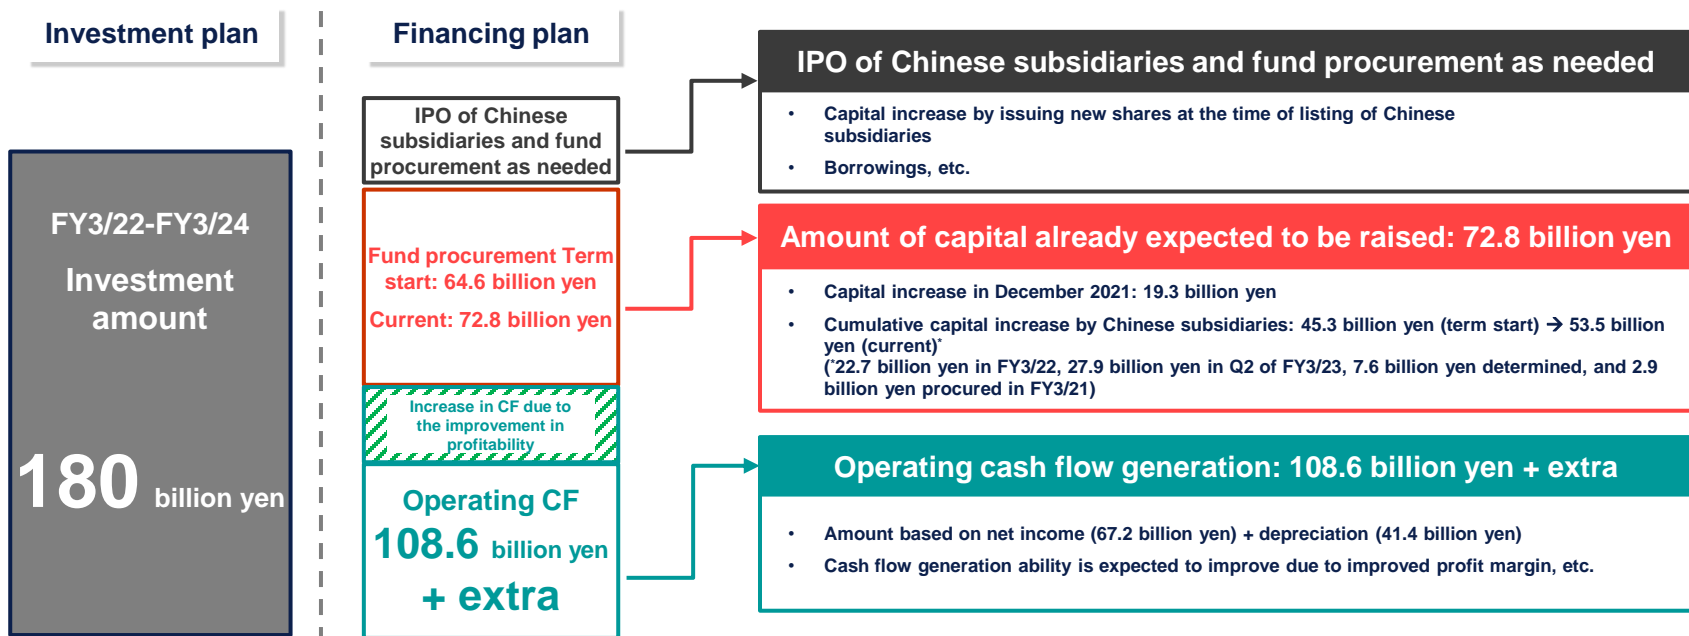 Investment plan
Financing plan
FY3/22-FY3/24
Investment
amount
180 billion yen
IPO of Chinese
subsidiaries and fund
procurement as needed
Fund procurement Term
start: 64.6 billion yen
Current: 72.8 billion yen
Increase in CF due to
the improvement in
profitability
Operating CF
108.6 billion yen
+ extra
IPO of Chinese subsidiaries and fund procurement as needed
• Capital increase by issuing new shares at the time of listing of Chinese
subsidiaries
• Borrowings, etc.
Amount of capital already expected to be raised: 72.8 billion yen
• Capital increase in December 2021: 19.3 billion yen
• Cumulative capital increase by Chinese subsidiaries: 45.3 billion yen (term start) → 53.5 billion
yen (current)*
(*22.7 billion yen in FY3/22, 27.9 billion yen in Q2 of FY3/23, 7.6 billion yen determined, and 2.9
billion yen procured in FY3/21)
Operating cash flow generation: 108.6 billion yen + extra
• Amount based on net income (67.2 billion yen) + depreciation (41.4 billion yen)
• Cash flow generation ability is expected to improve due to improved profit margin, etc.